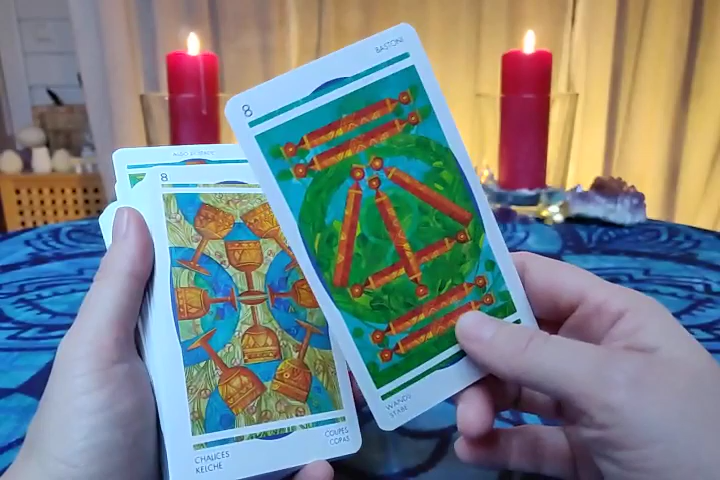 8
BASTONI
WANDS
STÄBE
8
CHALICES
KELCHE
COUPES
COPAS